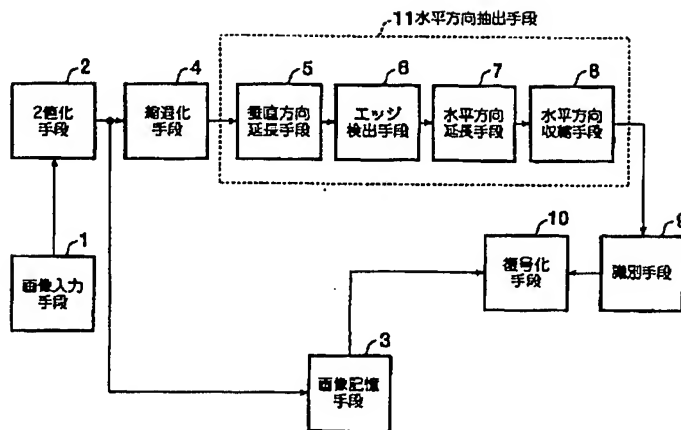 11水平方向抽出手段
2
2値化
手段
4
縮退化
手段
5
垂直方向
延長手段
6
エッジ
検出手段
7
水平方向
延長手段
8
水平方向
収縮手段
1
画像入力
手段
10
復号化
手段
9
識別手段
3
画像記憶
手段